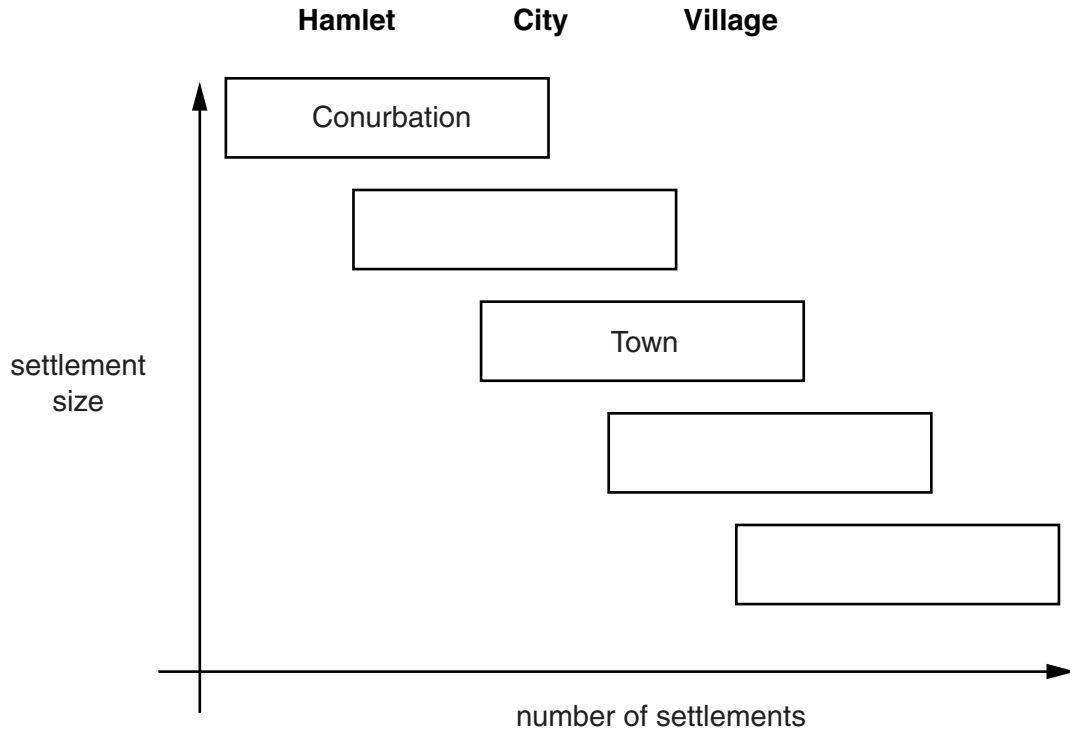 Hamlet City Village
Conurbation
Town
settlement
size
number of settlements